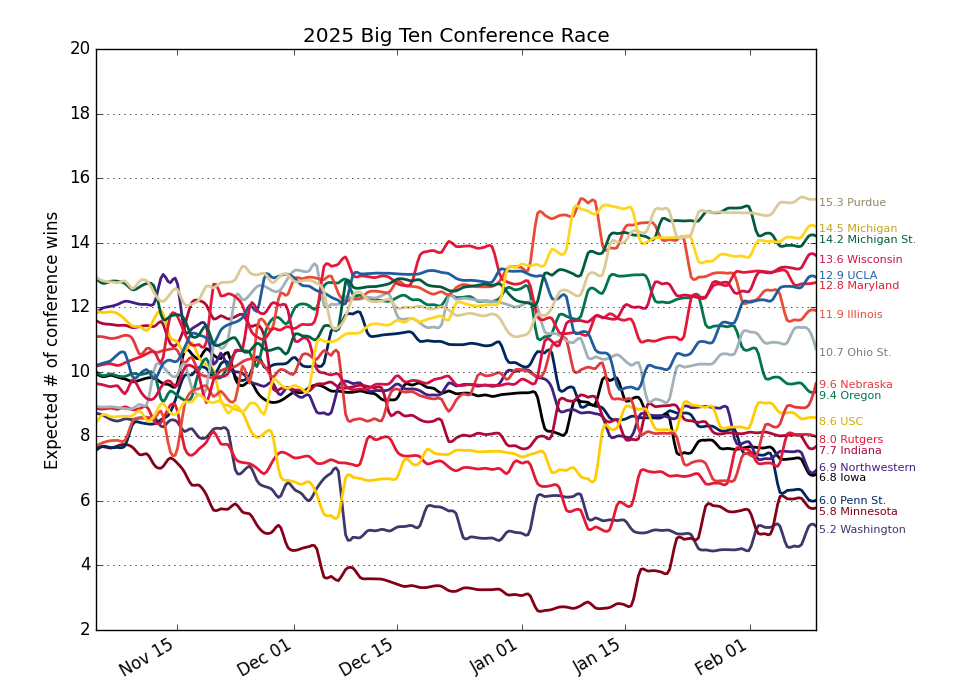 2025 Big Ten Conference Race
Expected # of conference wins
20
18
16
14
12
10
8
6
4
2
15.3 Purdue
14.5 Michigan
14.2 Michigan St.
13.6 Wisconsin
12.9 UCLA
12.8 Maryland
11.9 Illinois
10.7 Ohio St.
9.6 Nebraska
9.4 Oregon
8.6 USC
8.0 Rutgers
7.7 Indiana
6.9 Northwestern
6.8 Iowa
6.0 Penn St.
5.8 Minnesota
5.2 Washington
Nov 15
Dec 01
Dec 15
Jan 01
Jan 15
Feb 01